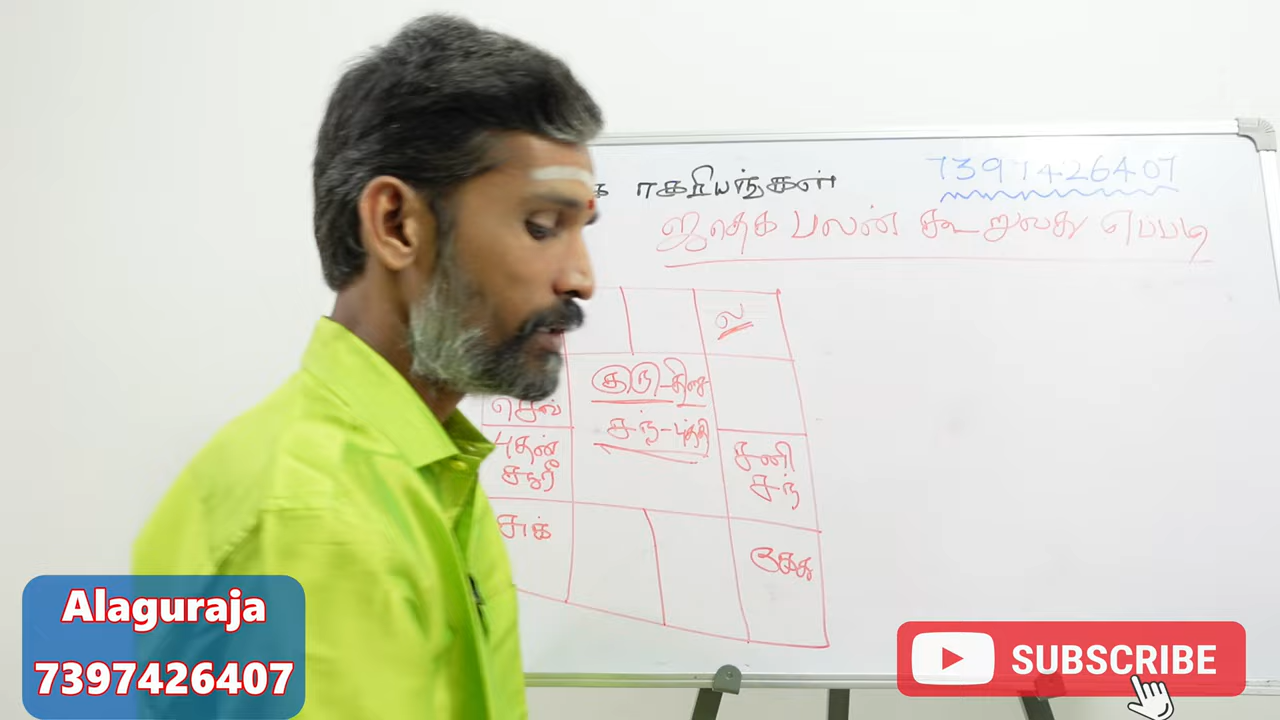 7397426407
ஜாதக பலன் கூறுவது எப்படி
ல
குரு-திசை
செவ்
சந்-புத்தி
புதன்
சூரி
சனி
சந்
சுக்
கேது
Alaguraja
7397426407
SUBSCRIBE